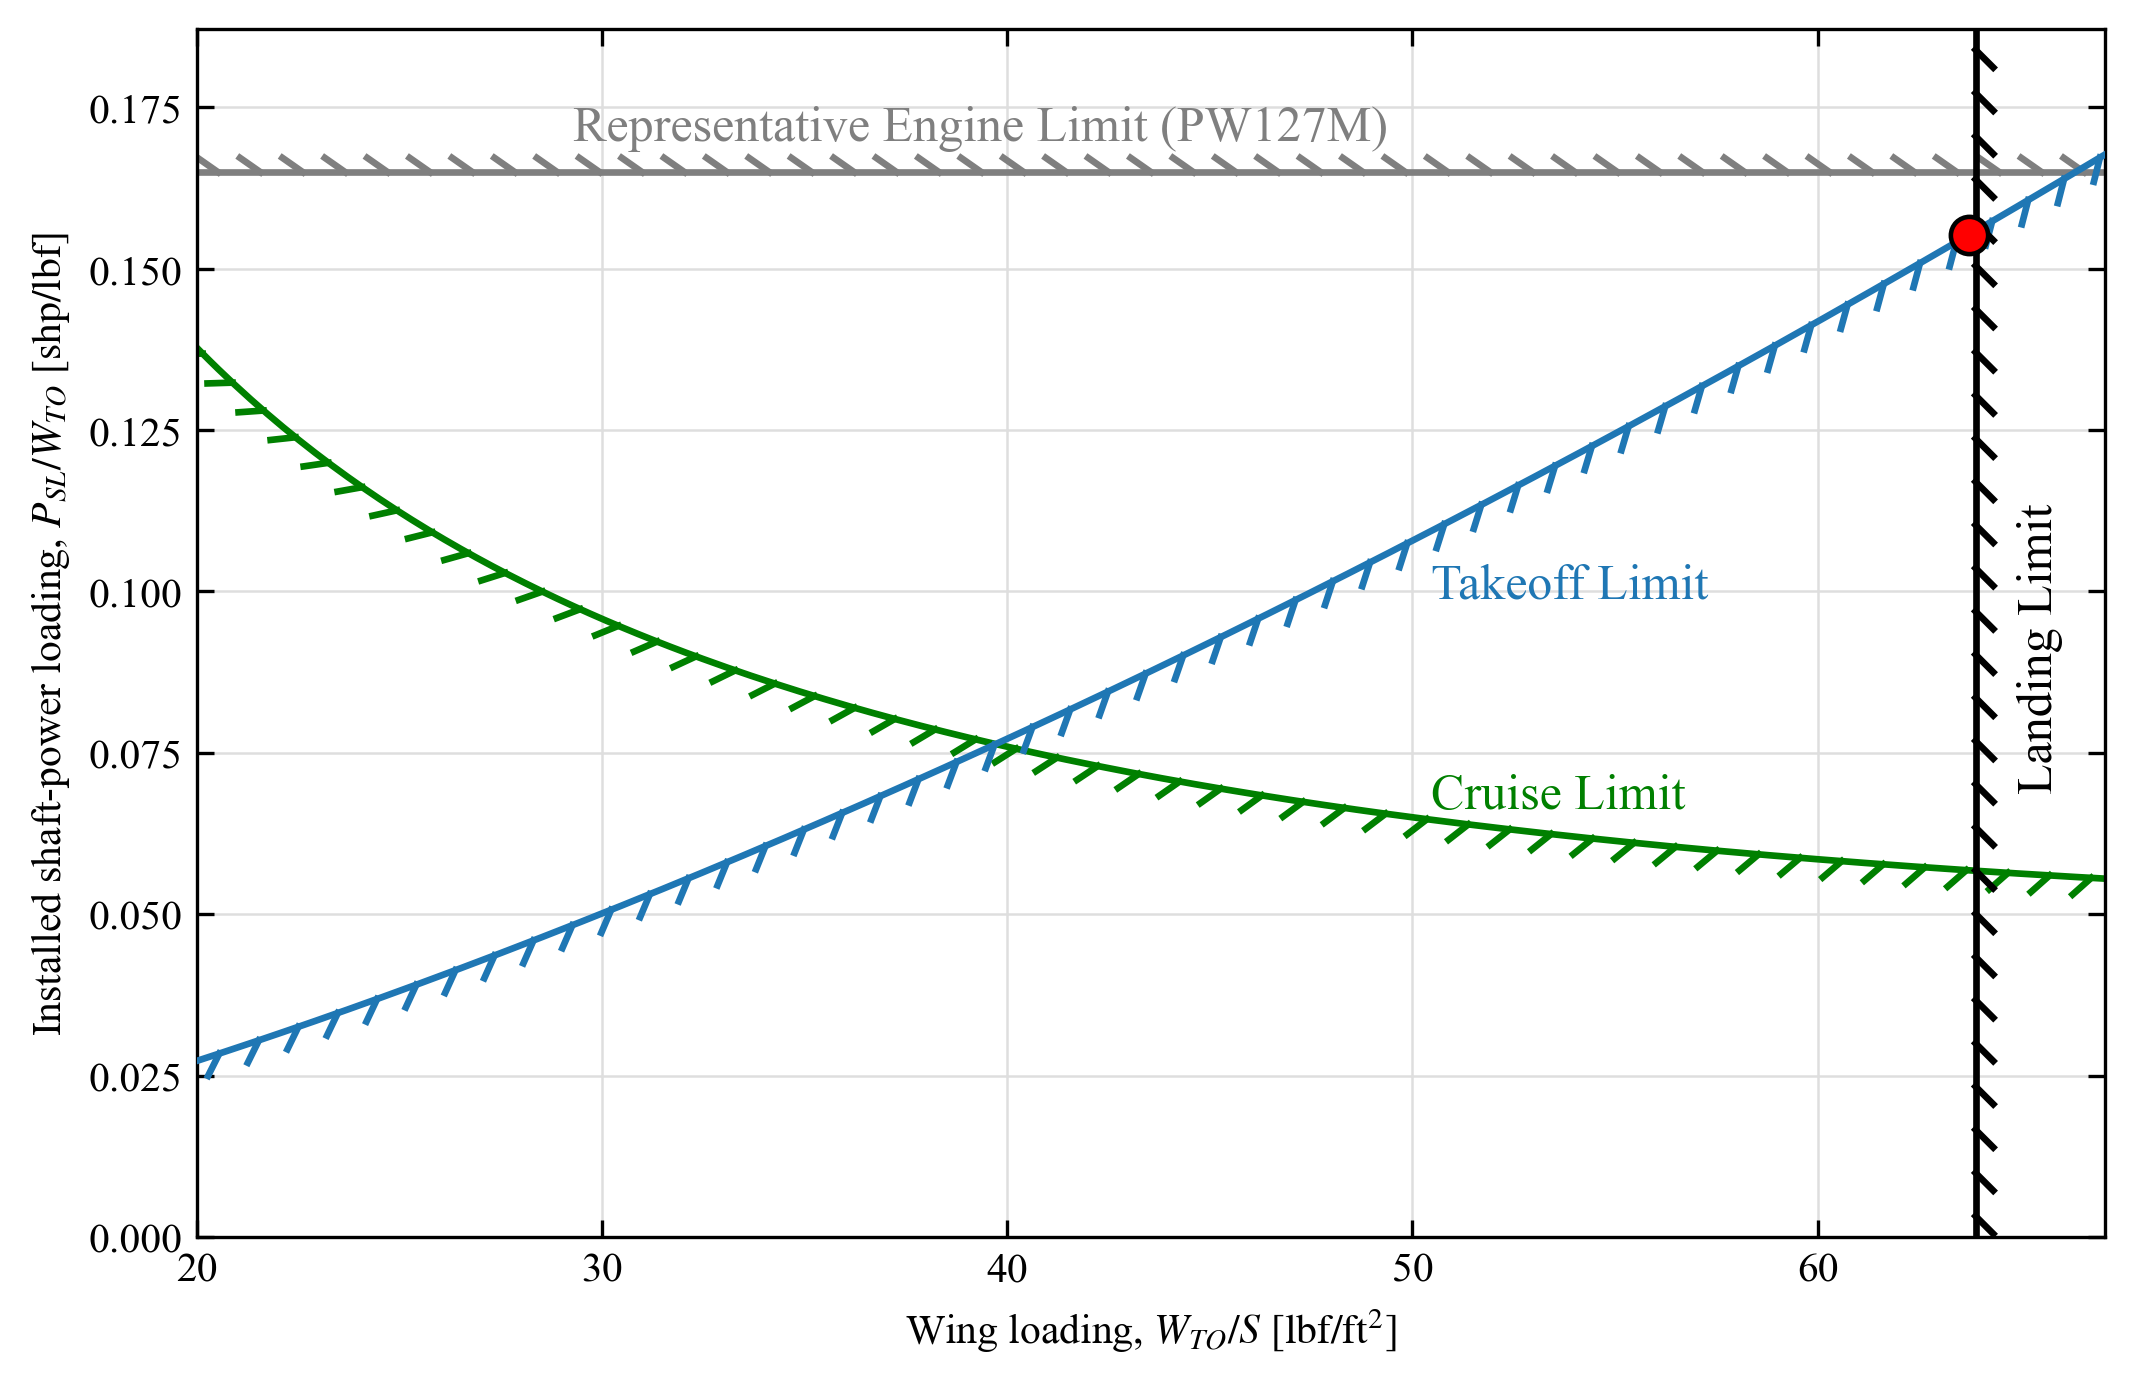 Representative Engine Limit (PW127M)
Takeoff Limit
Cruise Limit
Landing Limit
Installed shaft-power loading, P_SL/W_TO [shp/lbf]
0.175
0.150
0.125
0.100
0.075
0.050
0.025
0.000
20 30 40 50 60
Wing loading, W_TO/S [lbf/ft²]